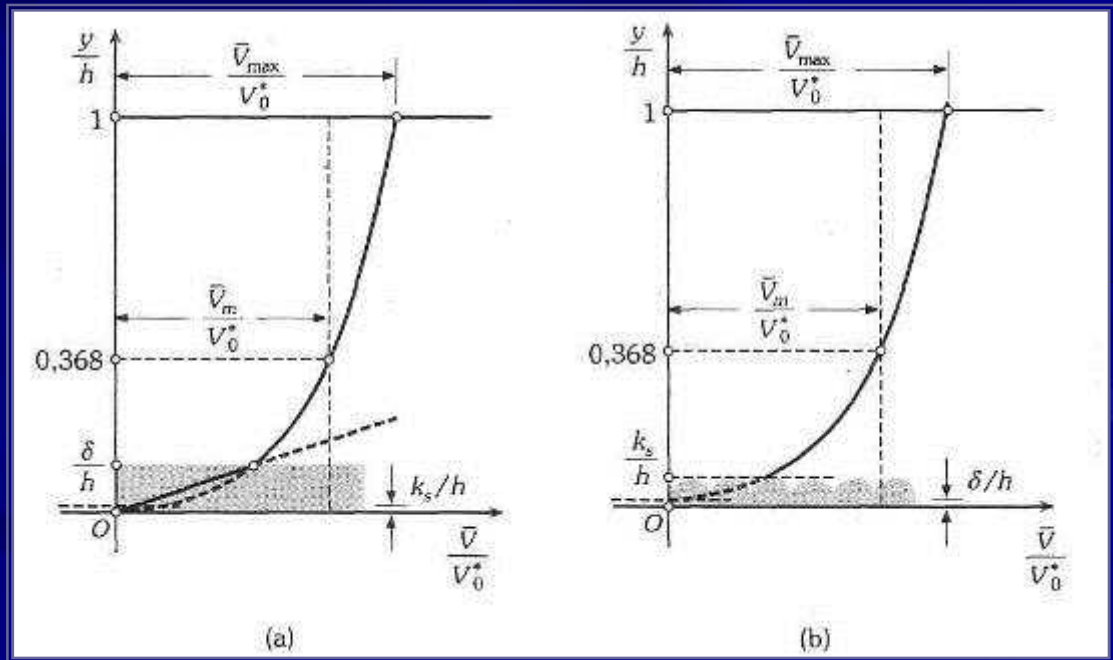 y/h
V̄max/V*0
1
V̄m/V*0
0,368
δ/h
ks/h
O
V̄/V*0
(a)
y/h
V̄max/V*0
1
V̄m/V*0
0,368
ks/h
δ/h
O
V̄/V*0
(b)